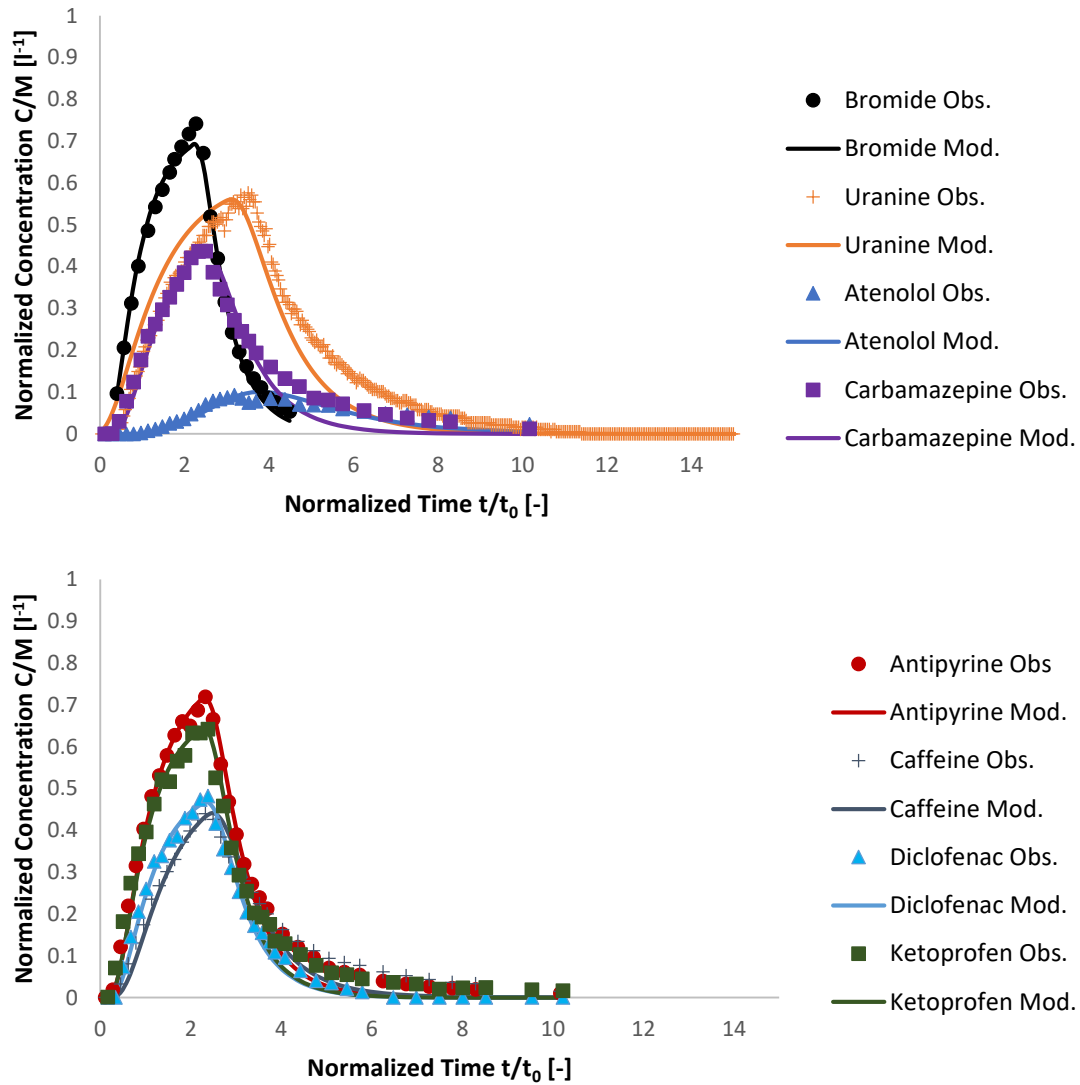 Normalized Concentration C/M [l⁻¹]
1
0.9
0.8
0.7
0.6
0.5
0.4
0.3
0.2
0.1
0
0 2 4 6 8 10 12 14
Normalized Time t/t₀ [-]
Bromide Obs.
Bromide Mod.
Uranine Obs.
Uranine Mod.
Atenolol Obs.
Atenolol Mod.
Carbamazepine Obs.
Carbamazepine Mod.
Normalized Concentration C/M [l⁻¹]
1
0.9
0.8
0.7
0.6
0.5
0.4
0.3
0.2
0.1
0
0 2 4 6 8 10 12 14
Normalized Time t/t₀ [-]
Antipyrine Obs
Antipyrine Mod.
Caffeine Obs.
Caffeine Mod.
Diclofenac Obs.
Diclofenac Mod.
Ketoprofen Obs.
Ketoprofen Mod.